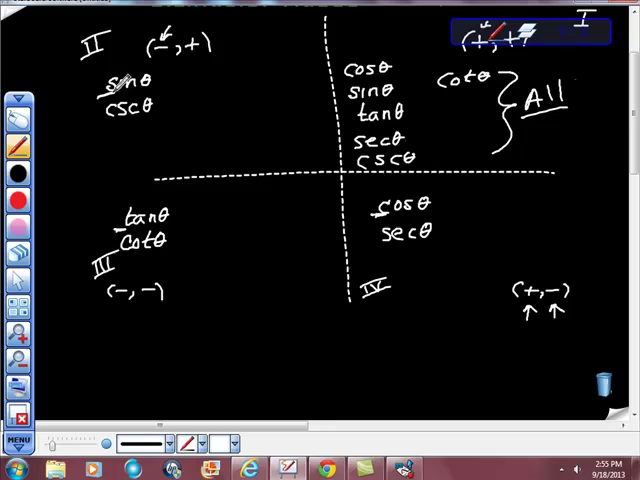 I
II (-,+)
(+,+)
sinθ
cscθ
cosθ
sinθ
tanθ
secθ
cscθ
cotθ
All
tanθ
cotθ
III
(-,-)
cosθ
secθ
IV
(+,-)
MENU
2:55 PM
9/18/2013